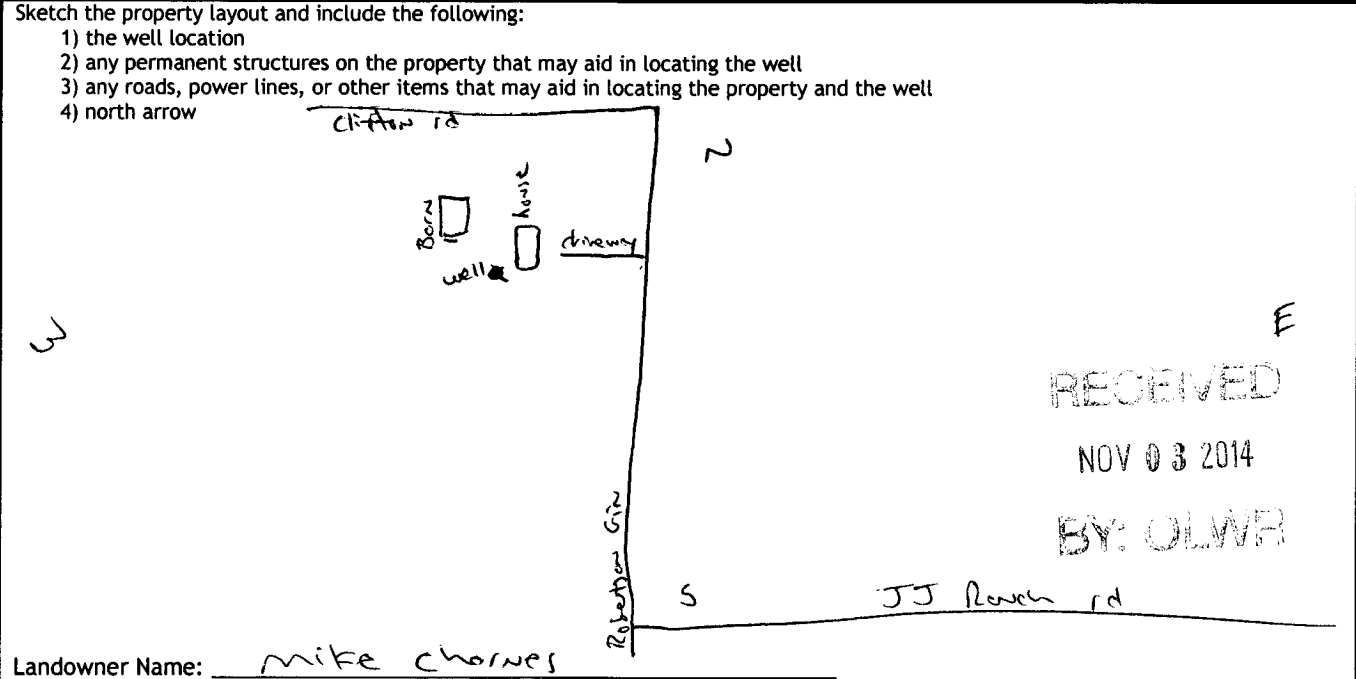 Sketch the property layout and include the following:
1) the well location
2) any permanent structures on the property that may aid in locating the well
3) any roads, power lines, or other items that may aid in locating the property and the well
4) north arrow
Clifton rd
N
house
Born
driveway
well
W
E
RECEIVED
NOV 03 2014
BY: OLWR
Robertson Gin
S
JJ Roach rd
Landowner Name: mike chornes